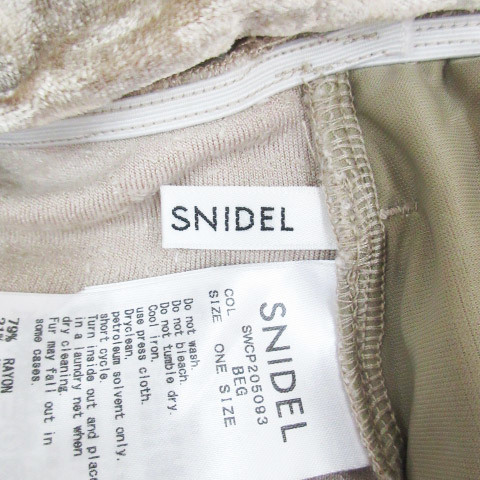 SNIDEL
SNIDEL
COL SWCP205093
BEG
SIZE ONE SIZE
Do not wash.
Do not bleach.
Do not tumble dry.
Cool iron.
use press cloth.
Dryclean.
petroleum solvent only.
short cycle.
Turn inside out and place
in a laundry net when
dry cleaning.
Fur may fall out in
some cases.
79% RAYON